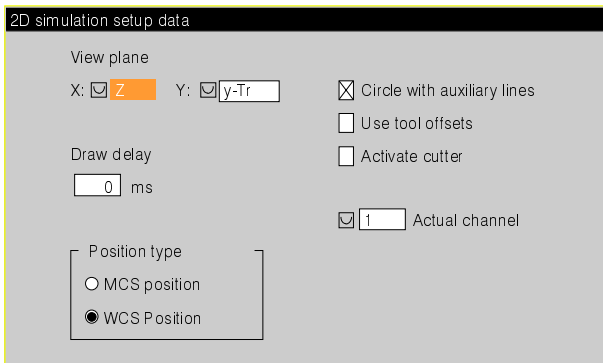 2D simulation setup data
View plane
X: Z Y: y-Tr
Circle with auxiliary lines
Use tool offsets
Draw delay
Activate cutter
0 ms
1 Actual channel
Position type
MCS position
WCS Position